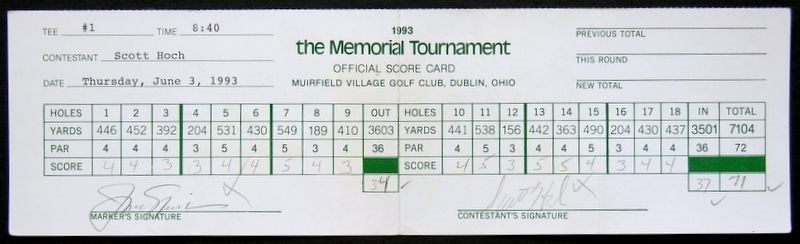 TEE #1 TIME 8:40
CONTESTANT Scott Hoch
DATE Thursday, June 3, 1993
1993
the Memorial Tournament
OFFICIAL SCORE CARD
MUIRFIELD VILLAGE GOLF CLUB, DUBLIN, OHIO
PREVIOUS TOTAL
THIS ROUND
NEW TOTAL
HOLES 1 2 3 4 5 6 7 8 9 OUT HOLES 10 11 12 13 14 15 16 17 18 IN TOTAL
YARDS 446 452 392 204 531 430 549 189 410 3603 YARDS 441 538 156 442 363 490 204 430 437 3501 7104
PAR 4 4 4 3 5 4 5 3 4 36 PAR 4 5 3 4 4 5 3 4 4 36 72
SCORE 4 4 3 3 4 4 5 4 3 SCORE 4 5 3 5 5 4 3 4 4
34 37 71
MARKER'S SIGNATURE
CONTESTANT'S SIGNATURE